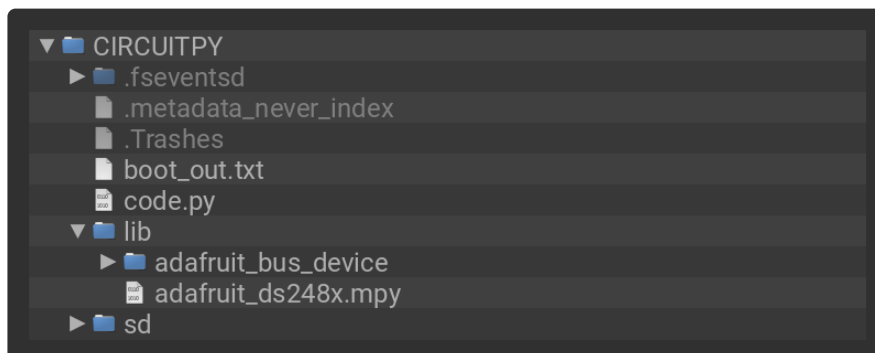 CIRCUITPY
.fseventsd
.metadata_never_index
.Trashes
boot_out.txt
code.py
lib
adafruit_bus_device
adafruit_ds248x.mpy
sd